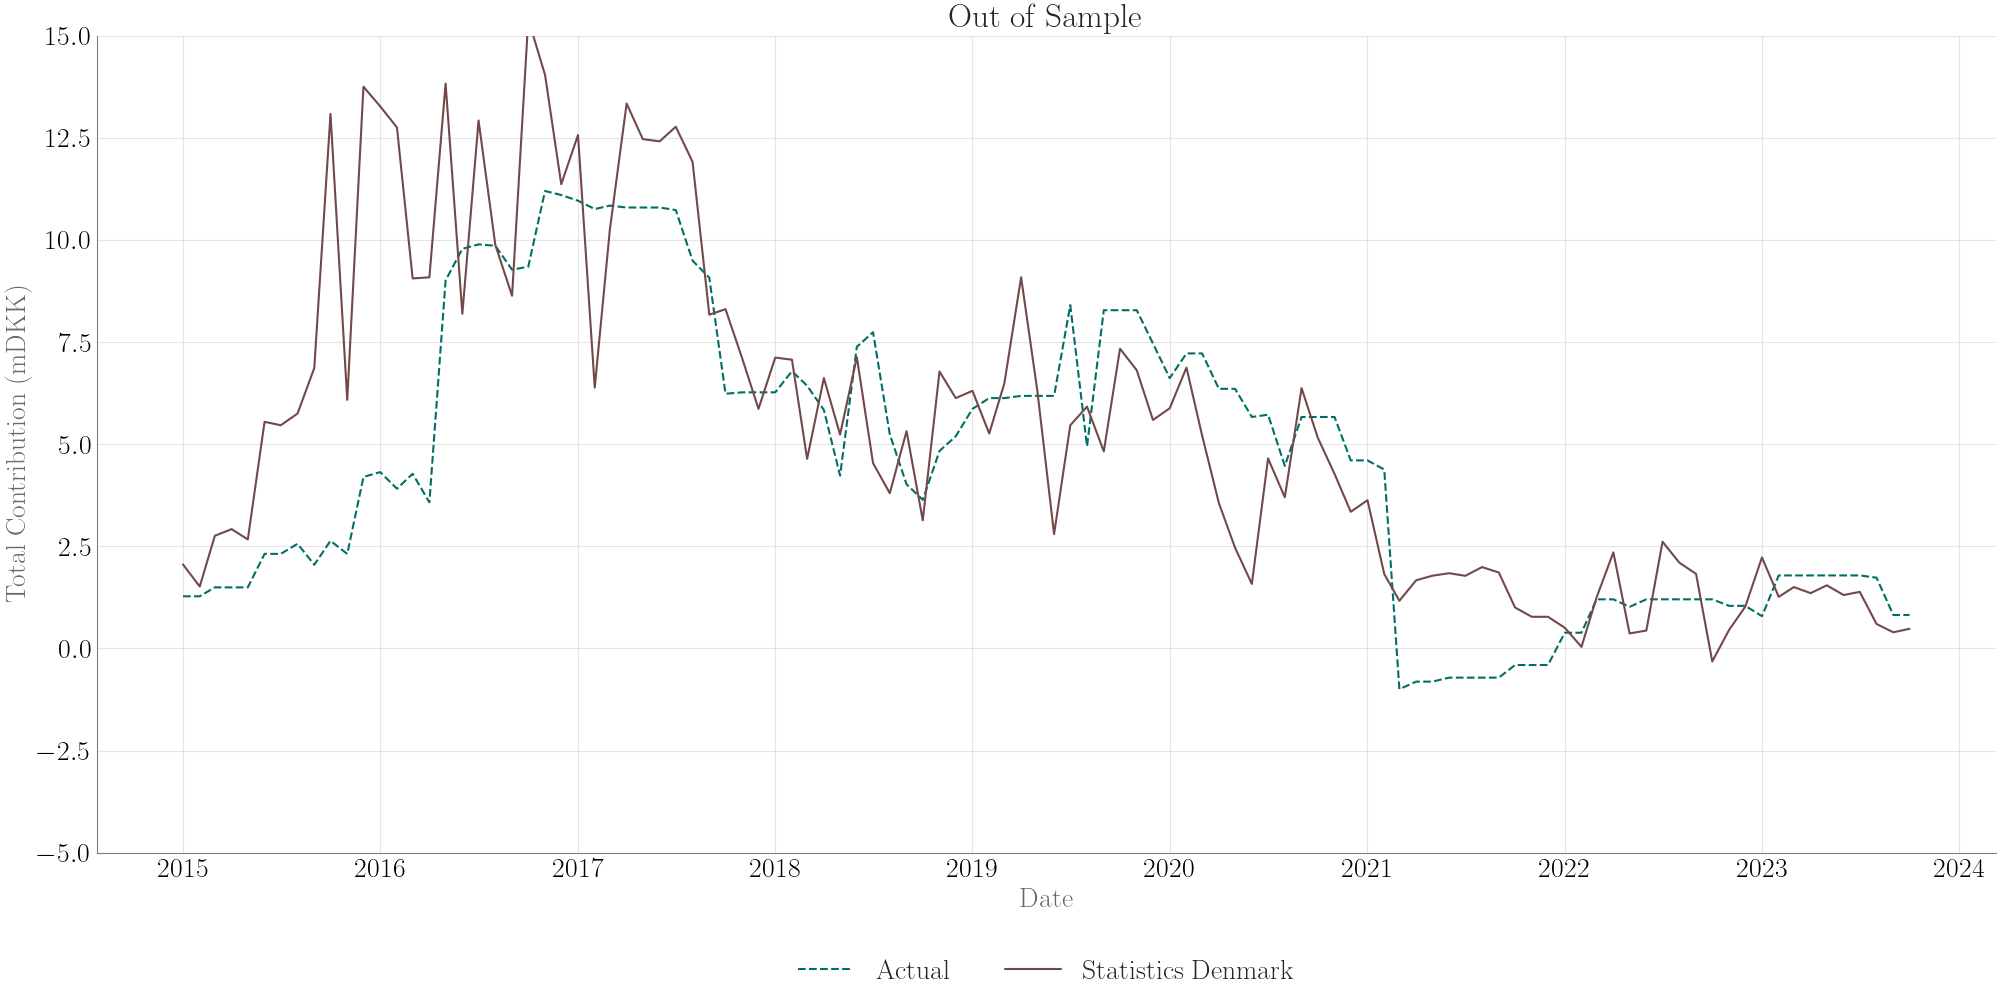 Out of Sample
15.0
12.5
10.0
7.5
5.0
2.5
0.0
−2.5
−5.0
Total Contribution (mDKK)
2015 2016 2017 2018 2019 2020 2021 2022 2023 2024
Date
Actual Statistics Denmark